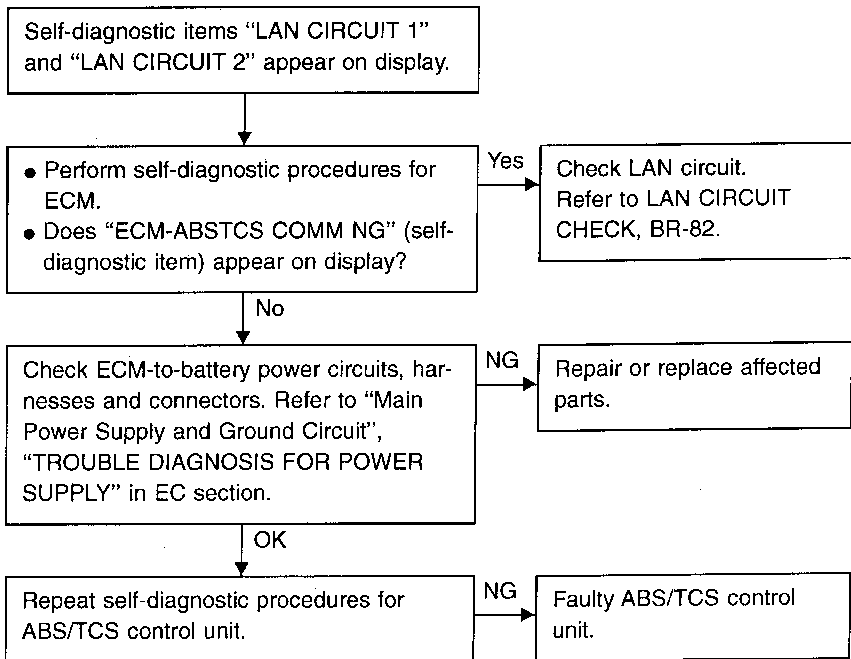 Self-diagnostic items “LAN CIRCUIT 1”
and “LAN CIRCUIT 2” appear on display.
● Perform self-diagnostic procedures for
ECM.
● Does “ECM-ABSTCS COMM NG” (self-
diagnostic item) appear on display?
Yes
Check LAN circuit.
Refer to LAN CIRCUIT
CHECK, BR-82.
No
Check ECM-to-battery power circuits, har-
nesses and connectors. Refer to “Main
Power Supply and Ground Circuit”,
“TROUBLE DIAGNOSIS FOR POWER
SUPPLY” in EC section.
NG
Repair or replace affected
parts.
OK
Repeat self-diagnostic procedures for
ABS/TCS control unit.
NG
Faulty ABS/TCS control
unit.